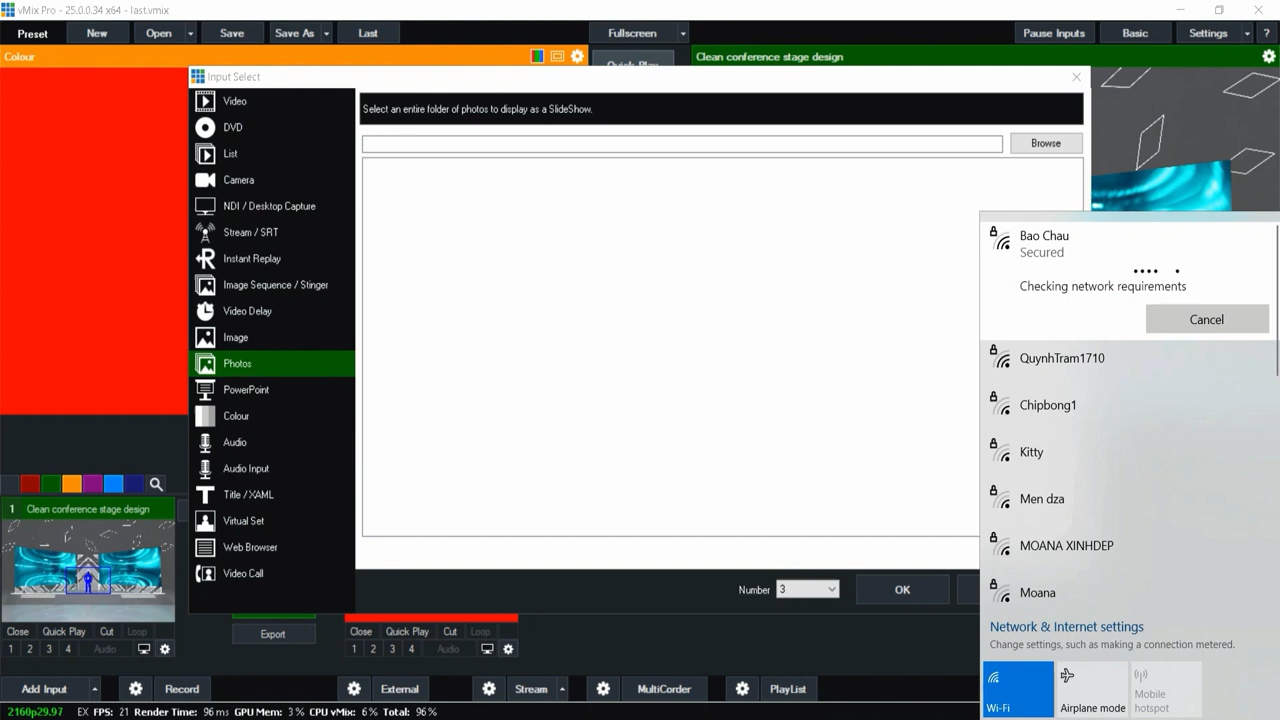 vMix Pro - 25.0.0.34 x64 - last.vmix
Preset
New
Open
Save
Save As
Last
Fullscreen
Pause Inputs
Basic
Settings
?
Colour
Quick Play
Clean conference stage design
Input Select
Video
DVD
List
Camera
NDI / Desktop Capture
Stream / SRT
Instant Replay
Image Sequence / Stinger
Video Delay
Image
Photos
PowerPoint
Colour
Audio
Audio Input
Title / XAML
Virtual Set
Web Browser
Video Call
Select an entire folder of photos to display as a SlideShow.
Browse
Number
3
OK
Bao Chau
Secured
Checking network requirements
Cancel
QuynhTram1710
Chipbong1
Kitty
Men dza
MOANA XINHDEP
Moana
Network & Internet settings
Change settings, such as making a connection metered.
Wi-Fi
Airplane mode
Mobile
hotspot
1 Clean conference stage design
Close Quick Play Cut Loop
1 2 3 4 Audio
Export
Close Quick Play Cut Loop
1 2 3 4 Audio
Add Input
Record
External
Stream
MultiCorder
PlayList
2160p29.97 EX FPS: 21 Render Time: 96 ms GPU Mem: 3 % CPU vMix: 6 % Total: 96 %